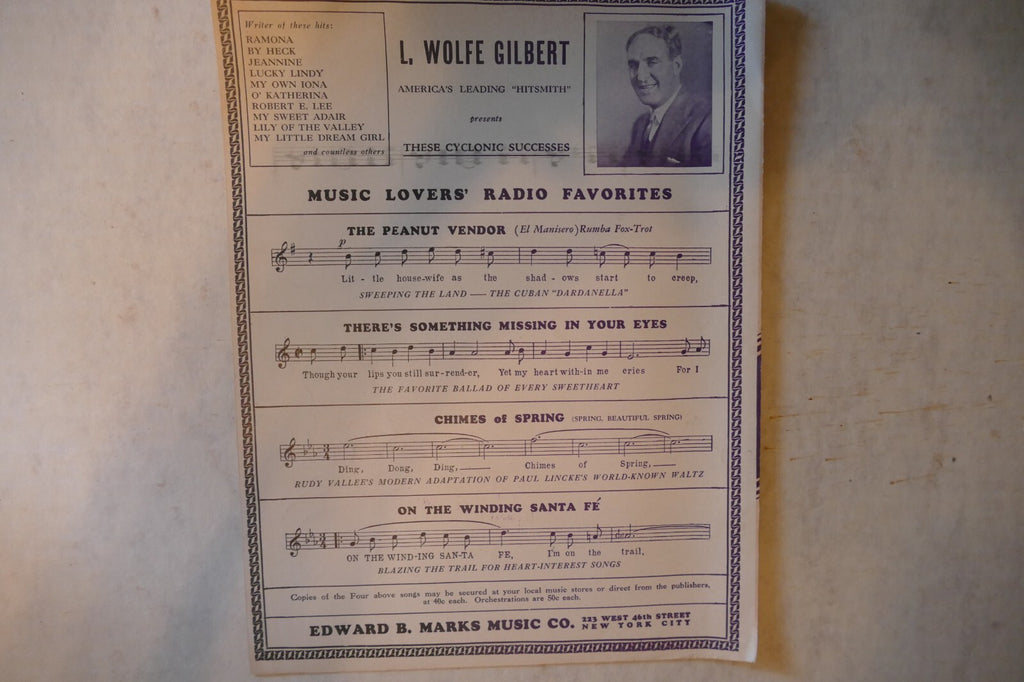 Writer of these hits:
RAMONA
BY HECK
JEANNINE
LUCKY LINDY
MY OWN IONA
O' KATHERINA
ROBERT E. LEE
MY SWEET ADAIR
LILY OF THE VALLEY
MY LITTLE DREAM GIRL
and countless others
L. WOLFE GILBERT
AMERICA'S LEADING "HITSMITH"
presents
THESE CYCLONIC SUCCESSES
MUSIC LOVERS' RADIO FAVORITES
THE PEANUT VENDOR (El Manisero) Rumba Fox-Trot
p
Lit - tle house-wife as the shad - ows start to creep,
SWEEPING THE LAND — THE CUBAN "DARDANELLA"
THERE'S SOMETHING MISSING IN YOUR EYES
Though your lips you still sur-rend-er, Yet my heart with-in me cries For I
THE FAVORITE BALLAD OF EVERY SWEETHEART
CHIMES of SPRING (SPRING, BEAUTIFUL SPRING)
Ding, Dong, Ding, Chimes of Spring,
RUDY VALLEE'S MODERN ADAPTATION OF PAUL LINCKE'S WORLD-KNOWN WALTZ
ON THE WINDING SANTA FÉ
ON THE WIND-ING SAN-TA FE, I'm on the trail,
BLAZING THE TRAIL FOR HEART-INTEREST SONGS
Copies of the Four above songs may be secured at your local music stores or direct from the publishers,
at 40c each. Orchestrations are 50c each.
EDWARD B. MARKS MUSIC CO. 223 WEST 46th STREET
NEW YORK CITY